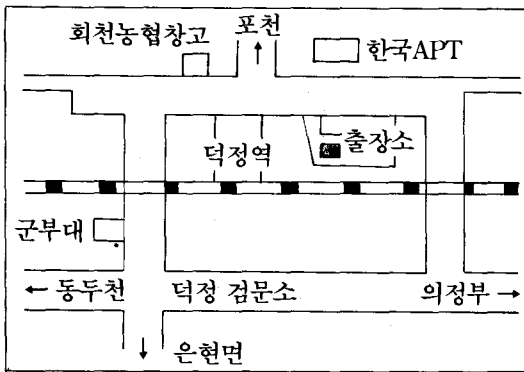 포천
회천농협창고
한국APT
출장소
덕정역
군부대
← 동두천
덕정 검문소
의정부 →
은현면